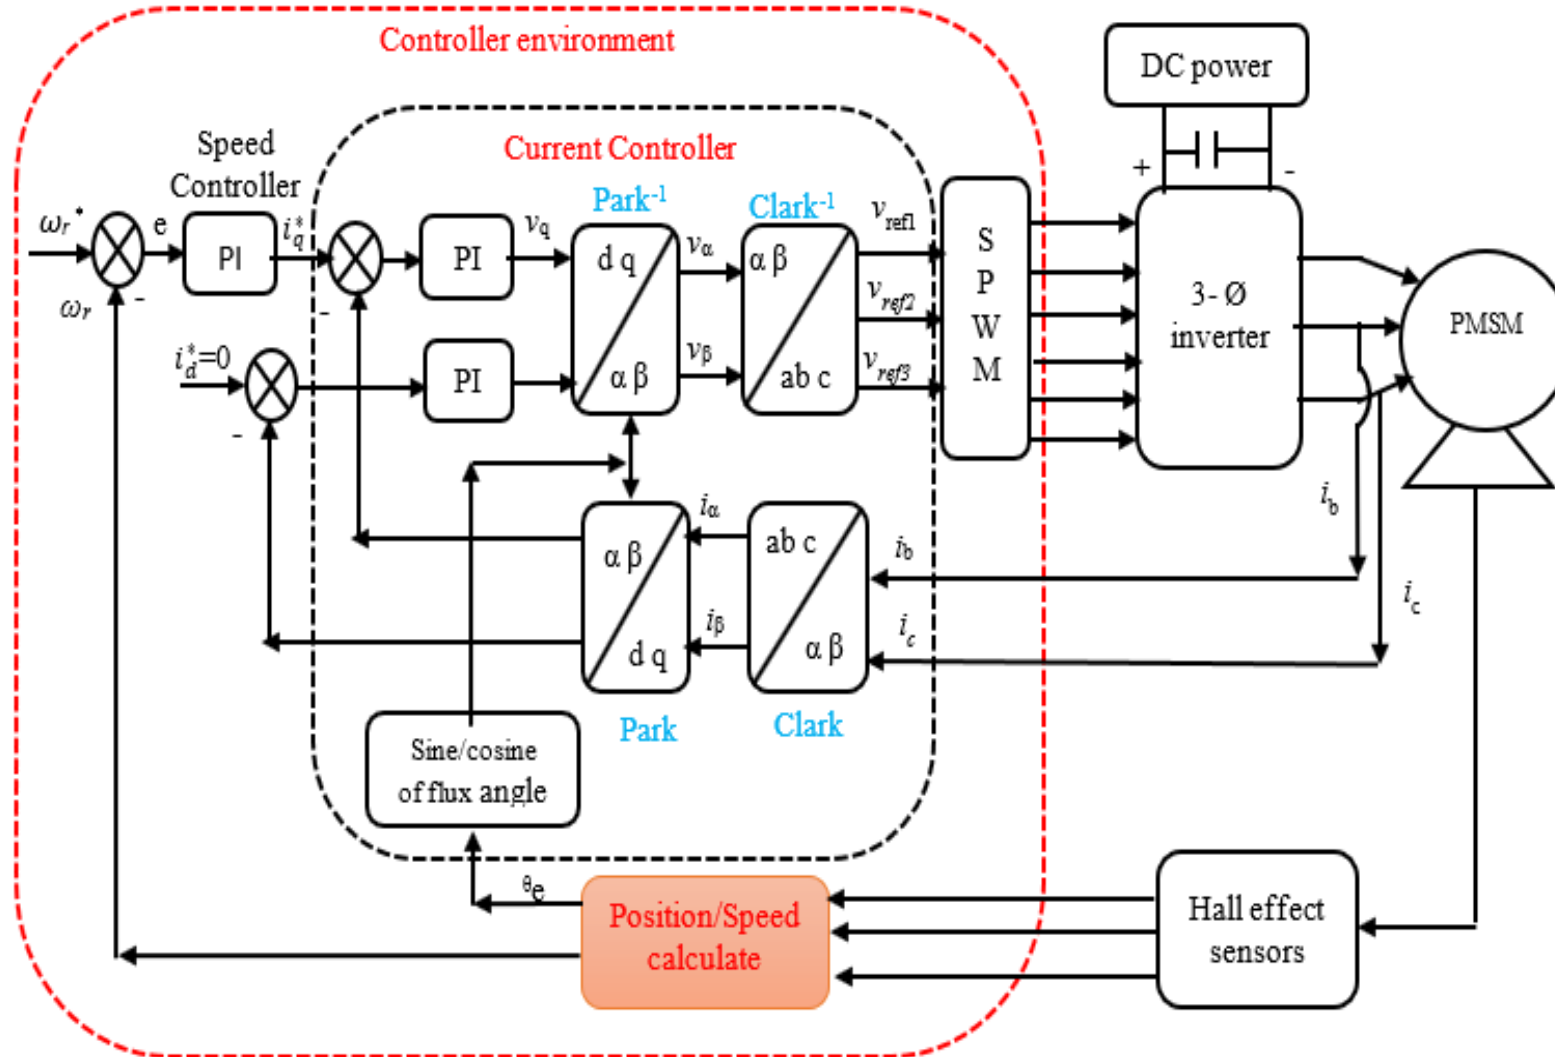 Controller environment
DC power
+
-
Speed
Controller
Current Controller
Park⁻¹
Clark⁻¹
ωᵣ*
e
PI
i*q
PI
vq
d q
α β
vα
vβ
α β
ab c
vref1
vref2
vref3
S
P
W
M
3- Ø
inverter
PMSM
-
ωr
-
i*d=0
PI
-
ib
α β
d q
iα
iβ
ab c
α β
ib
ic
ic
Park
Clark
Sine/cosine
of flux angle
θe
Position/Speed
calculate
Hall effect
sensors